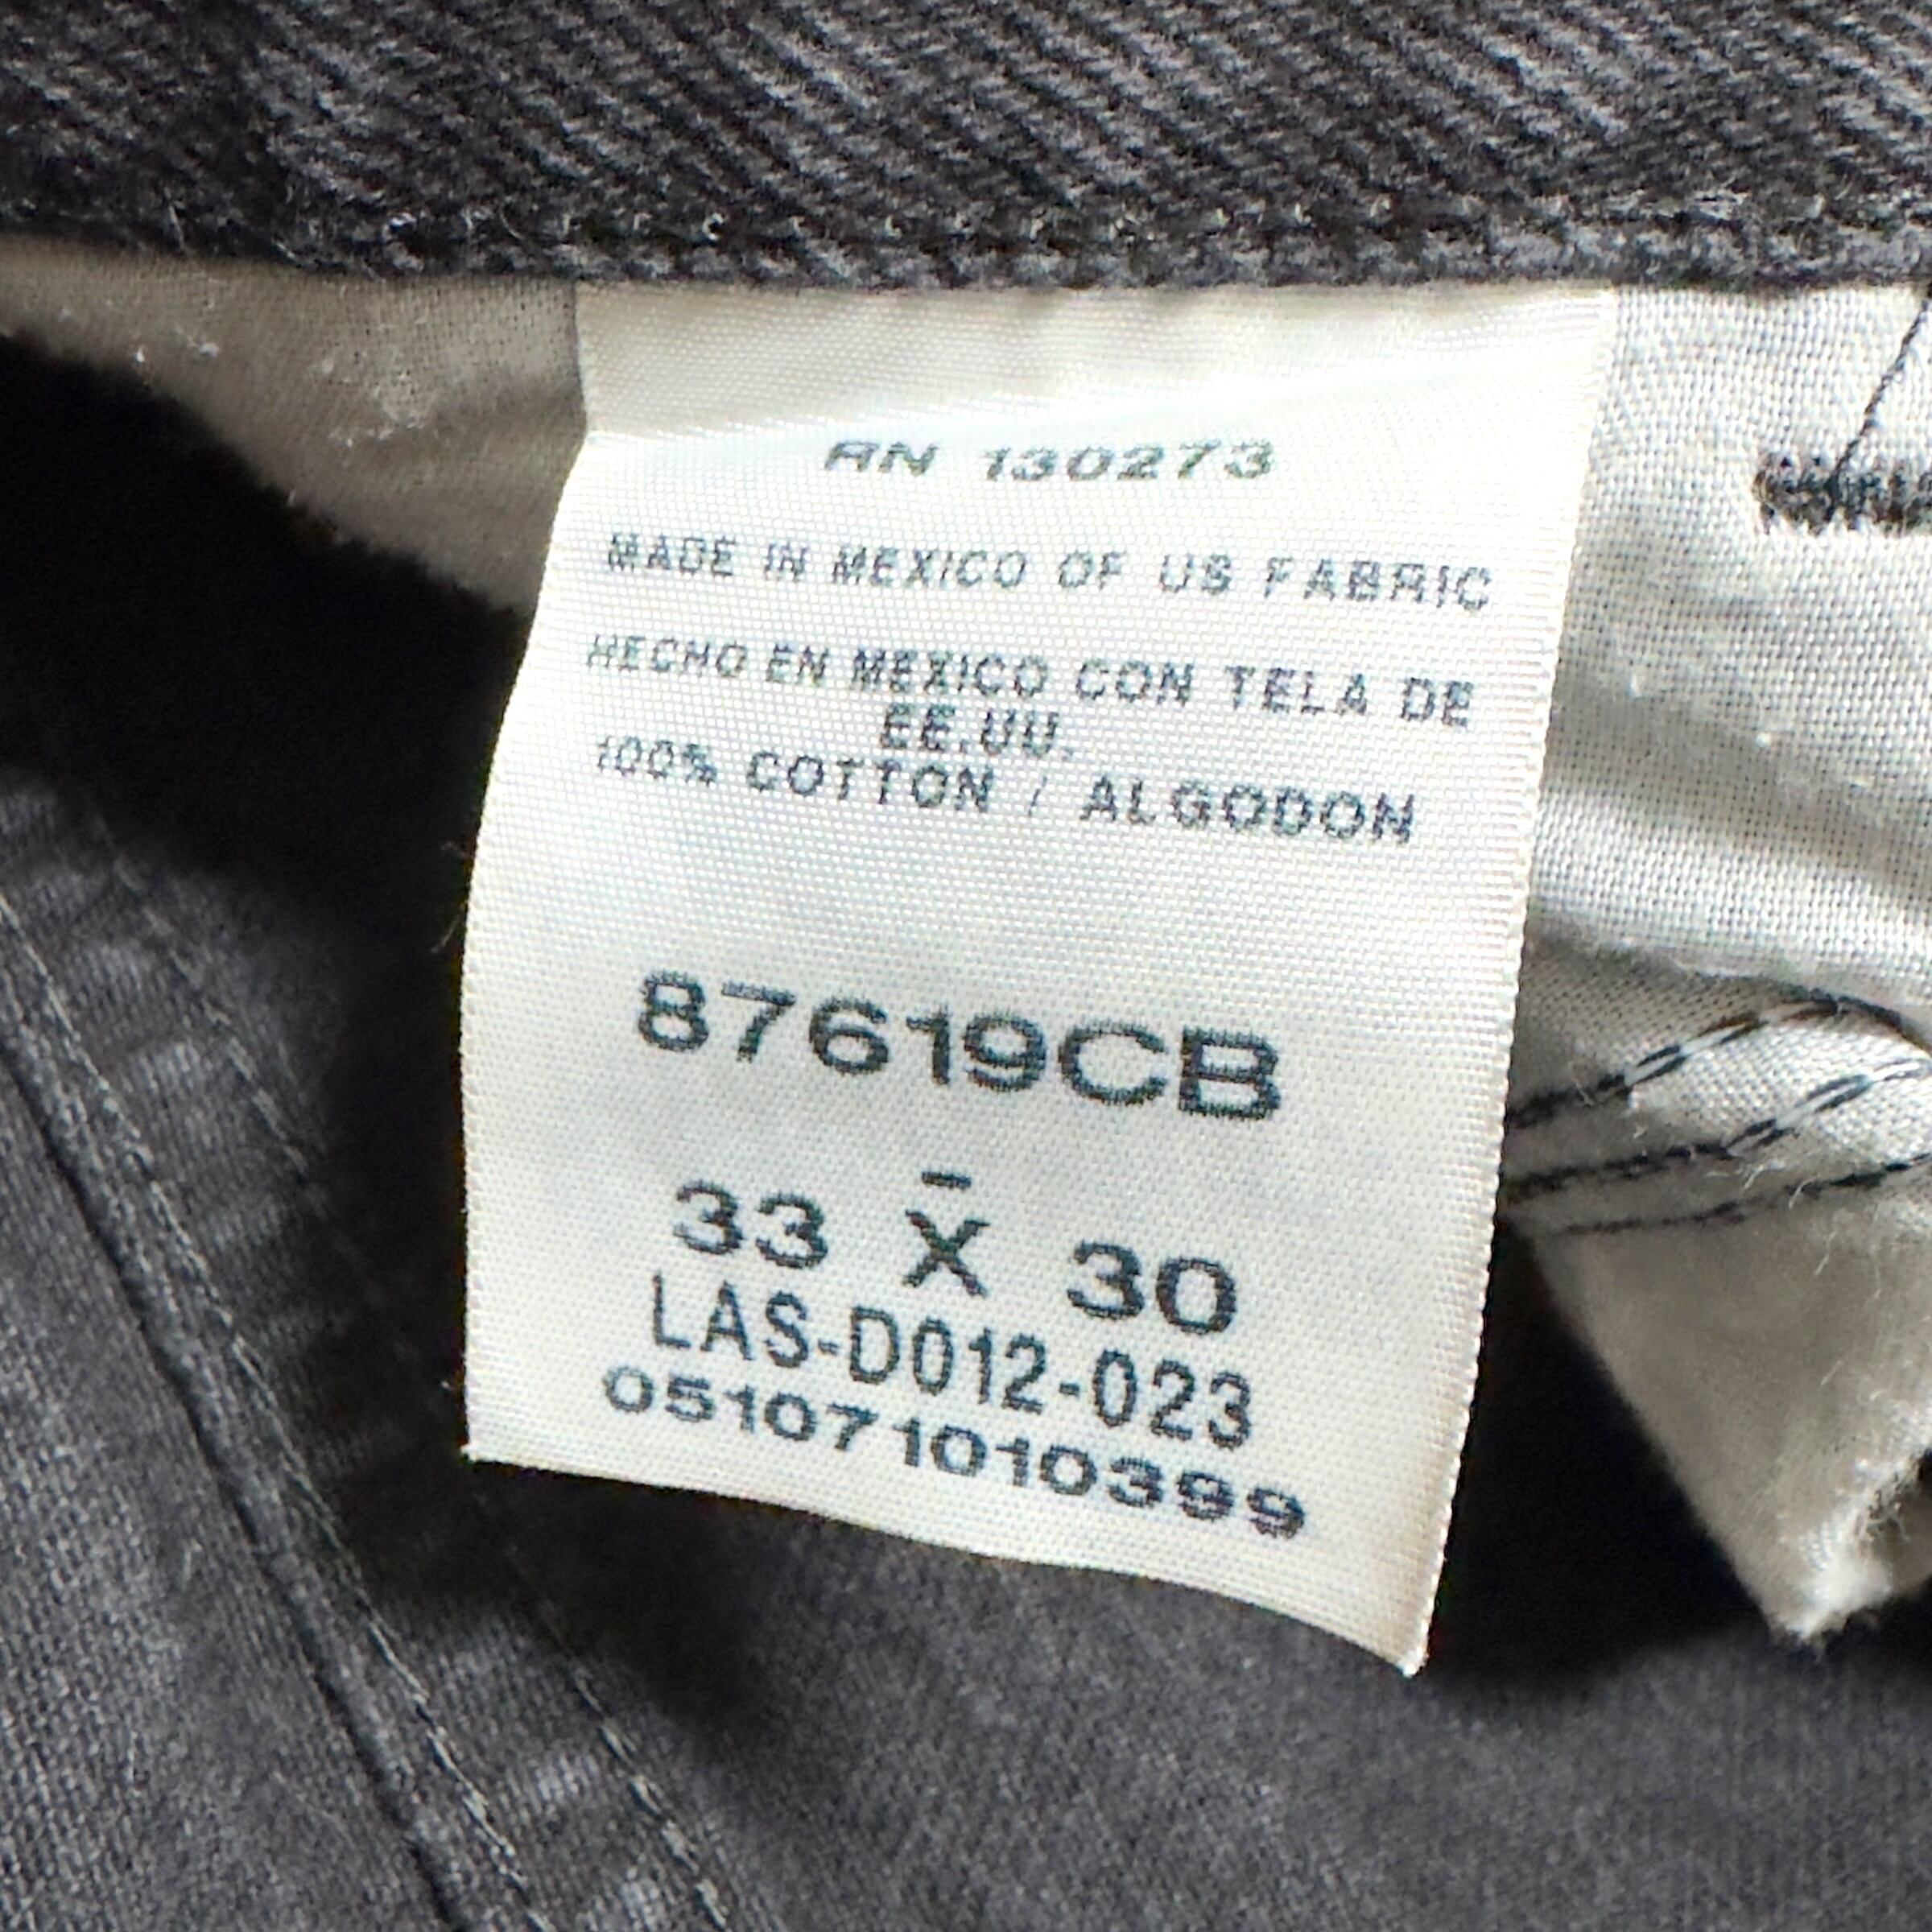 RN 130273
MADE IN MEXICO OF US FABRIC
HECHO EN MEXICO CON TELA DE
EE.UU.
100% COTTON / ALGODON
87619CB
-
33 X 30
LAS-D012-023
051071010399